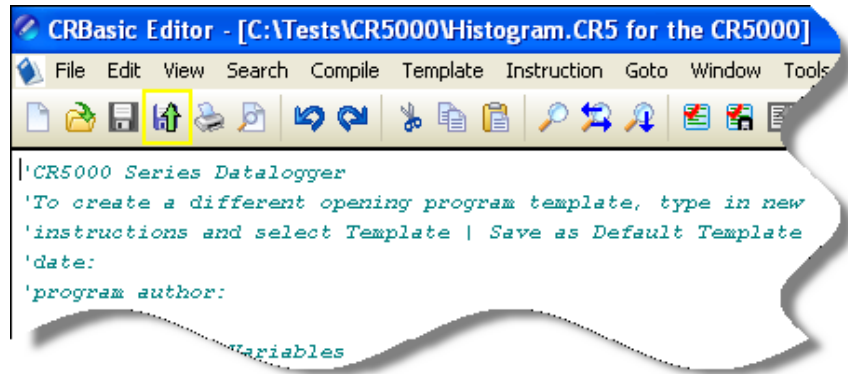 CRBasic Editor - [C:\Tests\CR5000\Histogram.CR5 for the CR5000]
File Edit View Search Compile Template Instruction Goto Window Tools
'CR5000 Series Datalogger
'To create a different opening program template, type in new
'instructions and select Template | Save as Default Template
'date:
'program author:
Variables